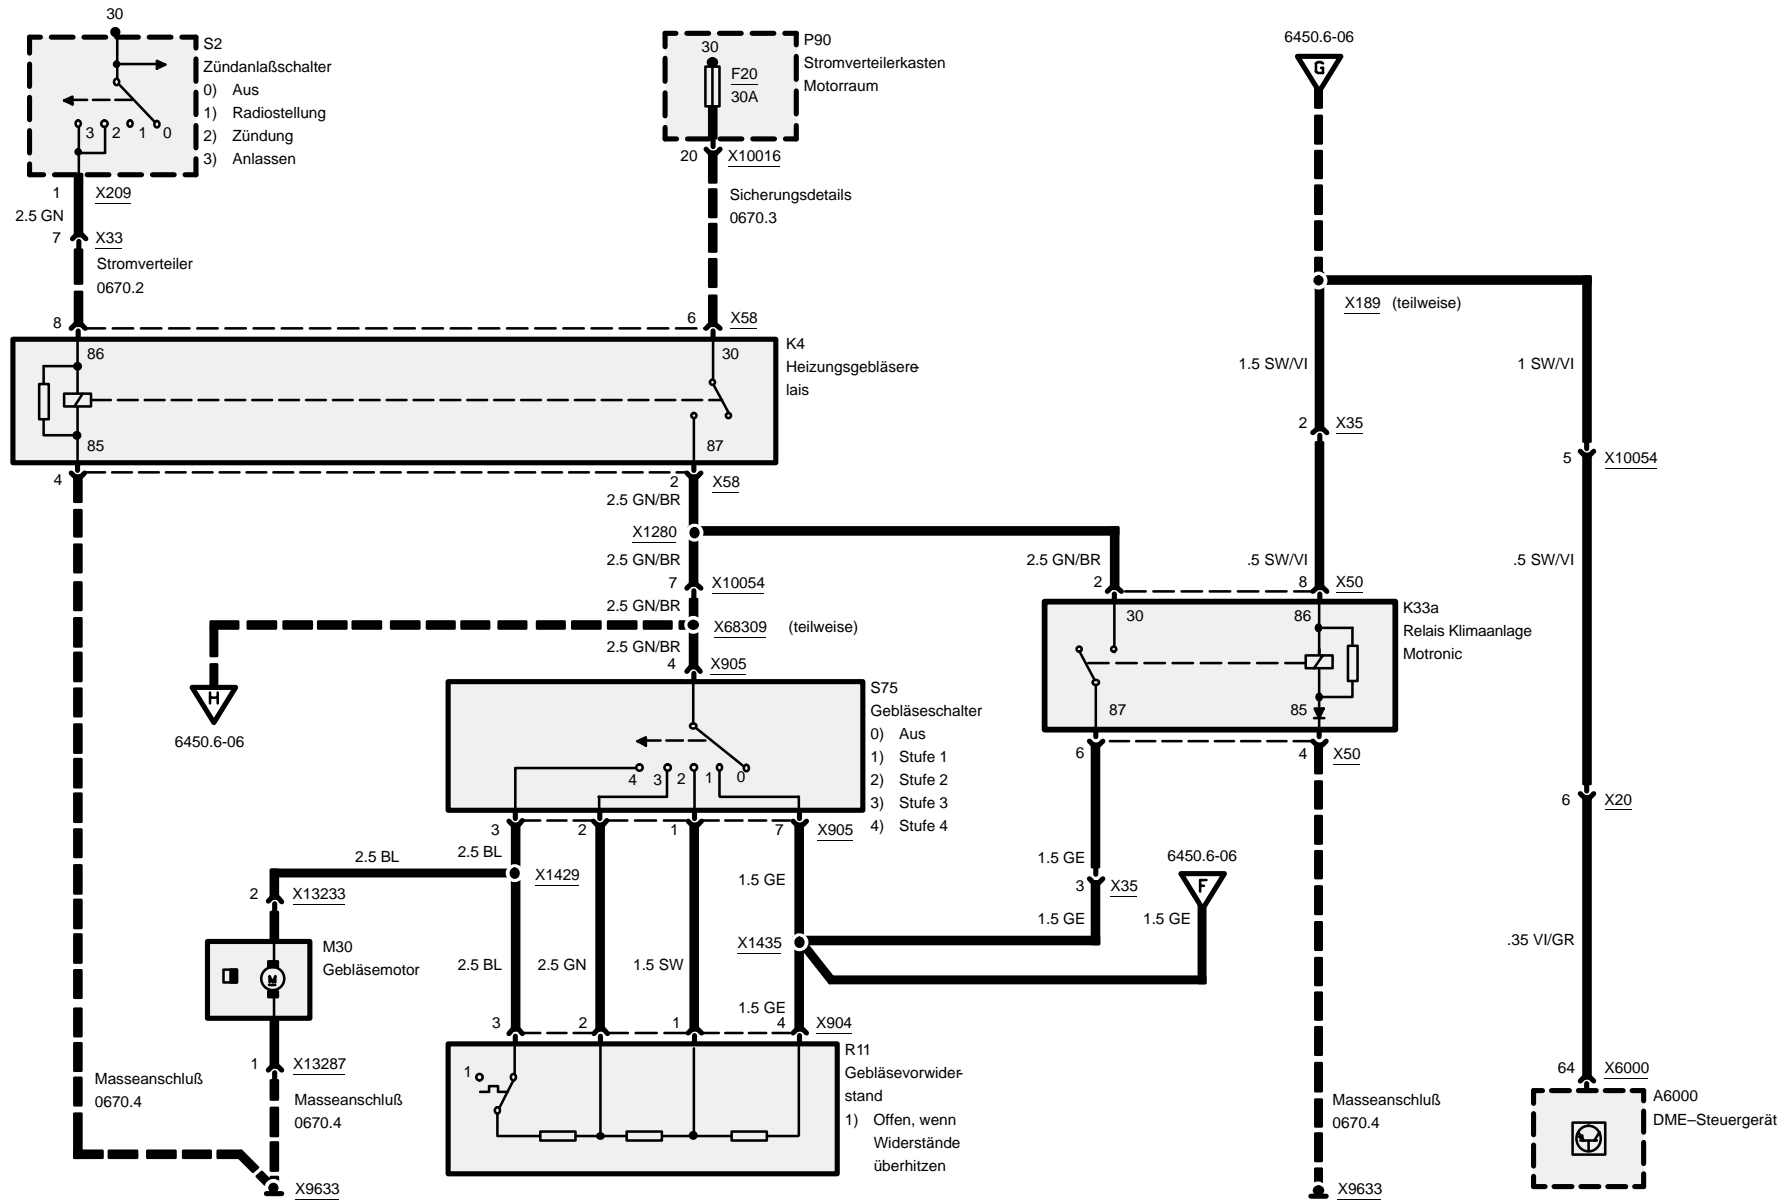 30
S2
Zündanlaßschalter
0) Aus
1) Radiostellung
2) Zündung
3) Anlassen
3 2 1 0
1 X209
2.5 GN
7 X33
Stromverteiler
0670.2
8
30
F20
30A
P90
Stromverteilerkasten
Motorraum
20 X10016
Sicherungsdetails
0670.3
6 X58
6450.6-06
G
X189 (teilweise)
1.5 SW/VI
1 SW/VI
2 X35
5 X10054
.5 SW/VI
.5 SW/VI
8 X50
86
30
85
87
K4
Heizungsgebläsere-
lais
4
2 X58
2.5 GN/BR
X1280
2.5 GN/BR
2.5 GN/BR
2
7 X10054
2.5 GN/BR
X68309 (teilweise)
2.5 GN/BR
4 X905
H
6450.6-06
30
86
87
85
K33a
Relais Klimaanlage
Motronic
6
4 X50
S75
Gebläseschalter
0) Aus
1) Stufe 1
2) Stufe 2
3) Stufe 3
4) Stufe 4
4 3 2 1 0
3 2 1 7 X905
2.5 BL
2.5 BL
X1429
1.5 GE
1.5 GE
3 X35
1.5 GE
6450.6-06
F
1.5 GE
6 X20
2 X13233
M
M30
Gebläsemotor
X1435
2.5 BL
2.5 GN
1.5 SW
1.5 GE
.35 VI/GR
3 2 1 4 X904
1 X13287
Masseanschluß
0670.4
Masseanschluß
0670.4
X9633
1
R11
Gebläsevorwider-
stand
1) Offen, wenn
Widerstände
überhitzen
Masseanschluß
0670.4
X9633
64 X6000
A6000
DME–Steuergerät